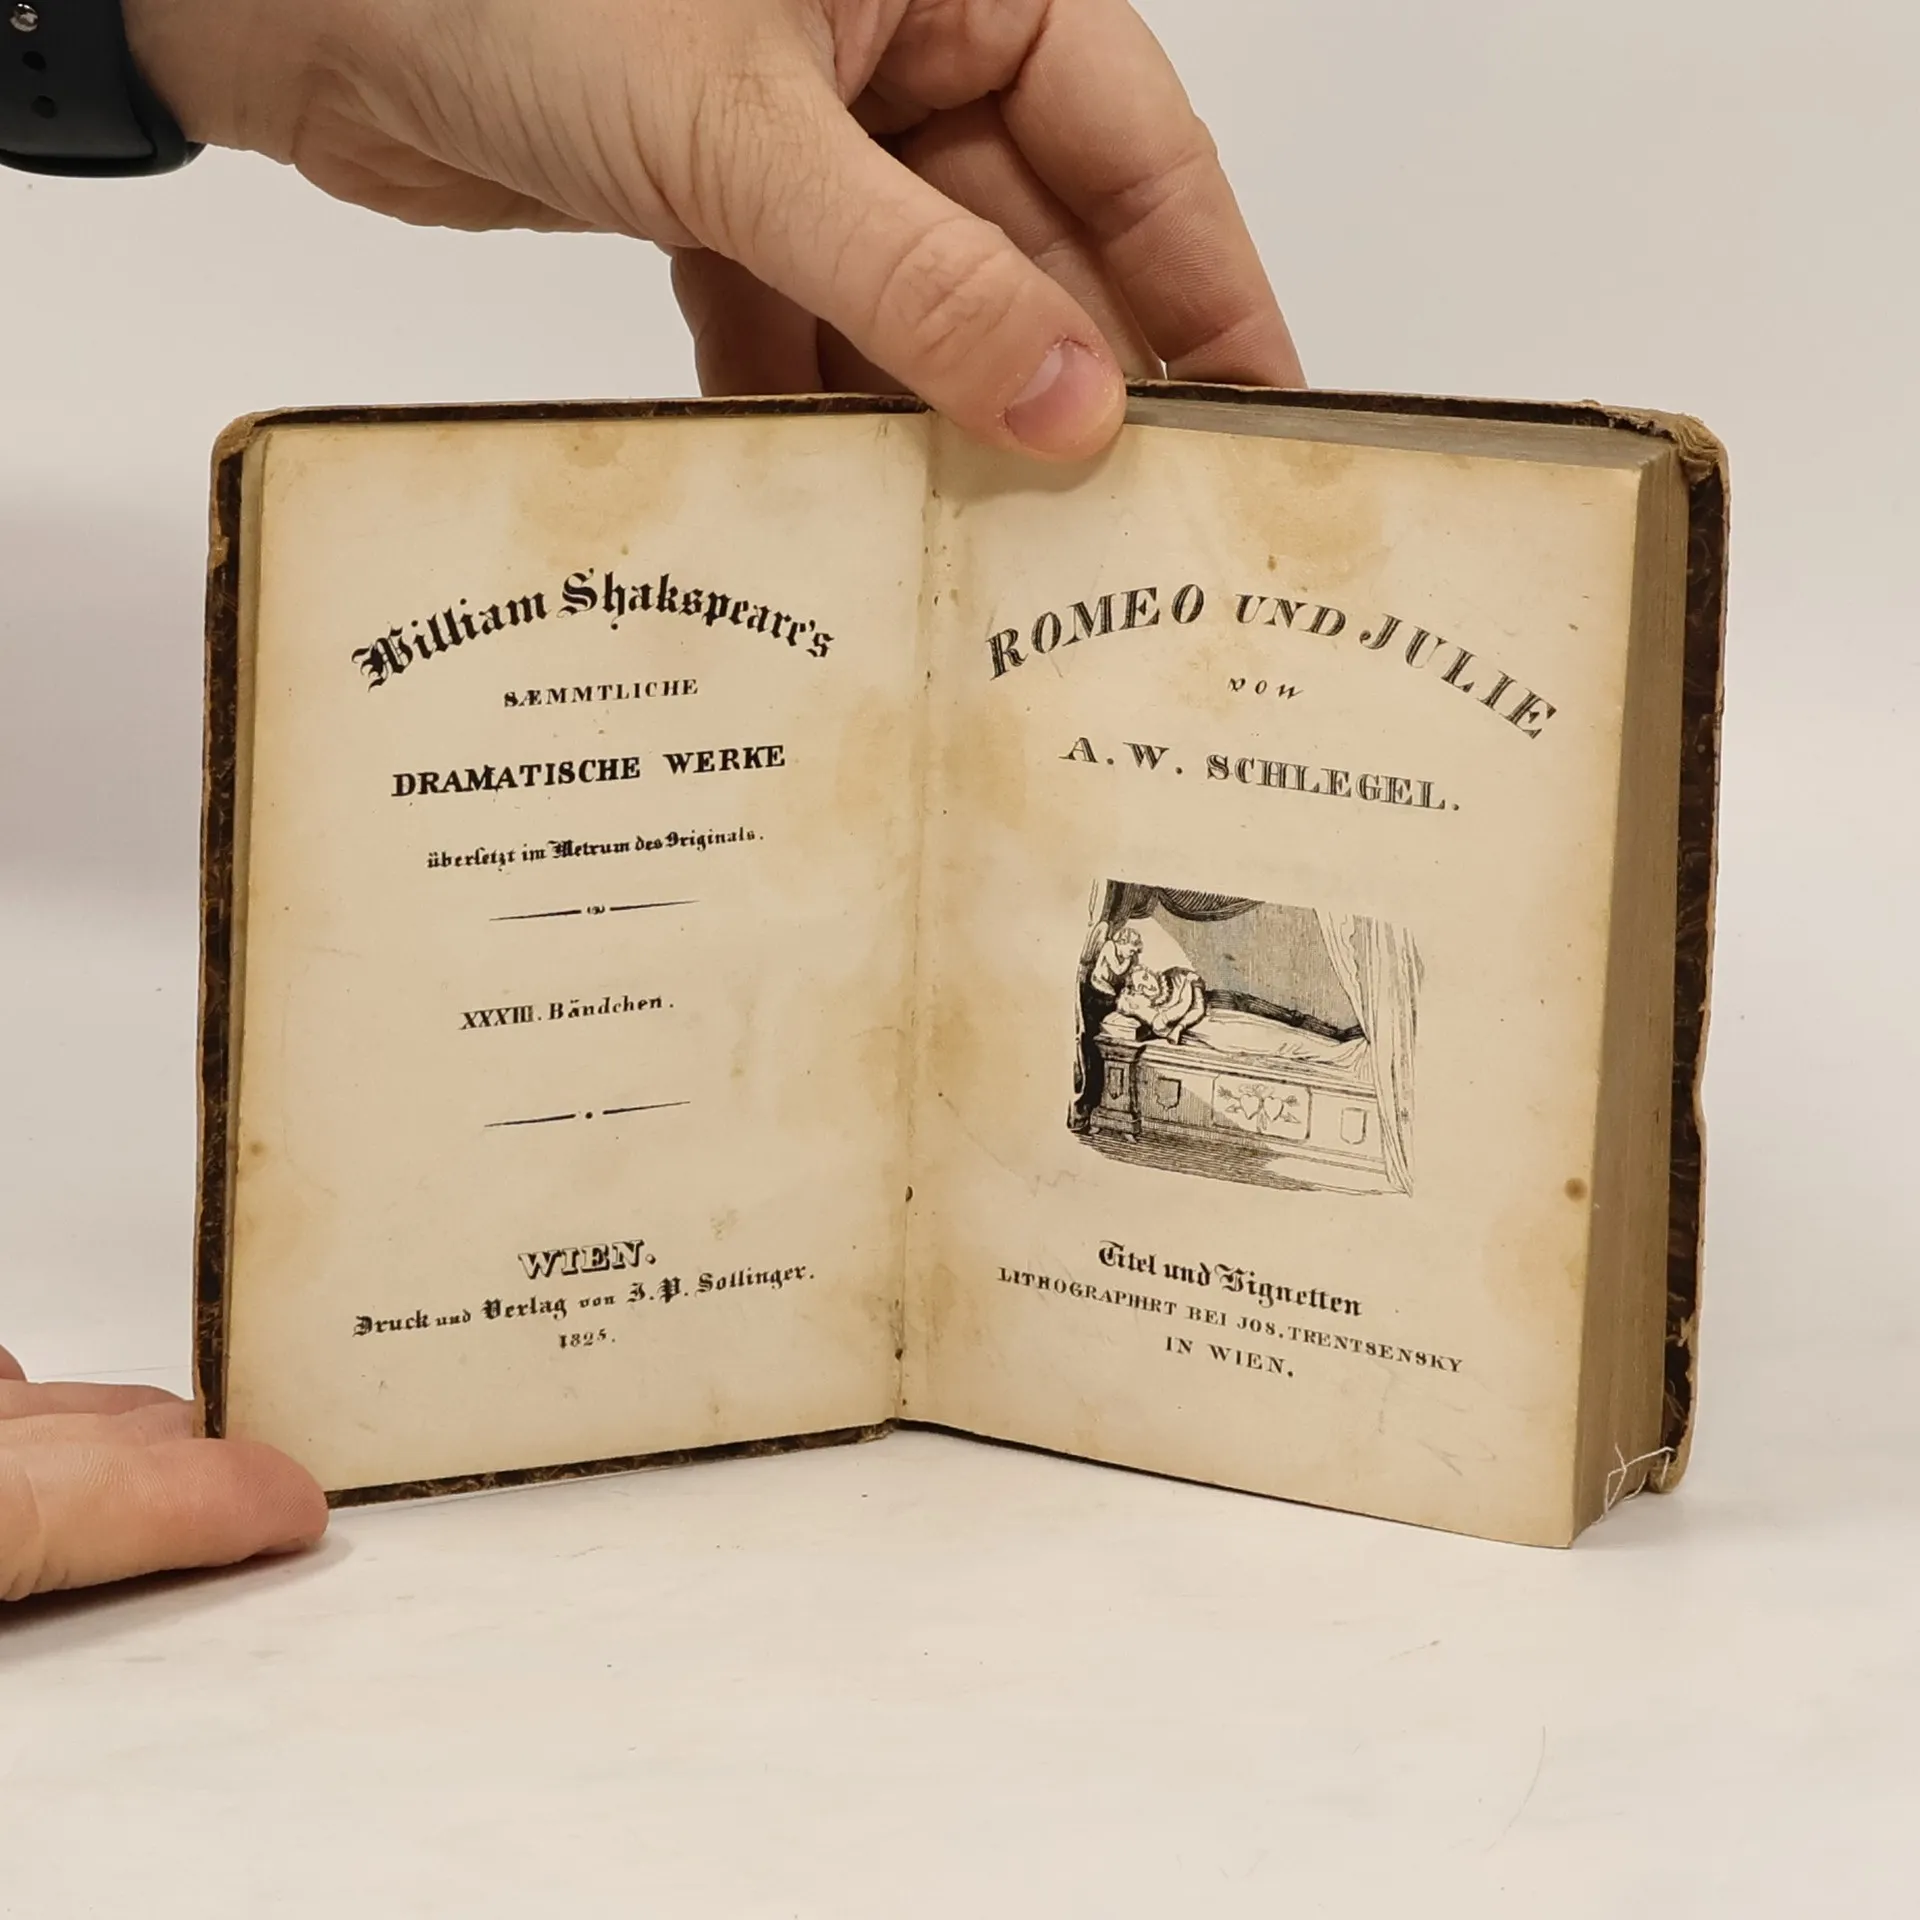 William Shakspeare's
SÆMMTLICHE
DRAMATISCHE WERKE
überſetzt im Metrum des Originals.
XXXIII. Bändchen.
WIEN.
Druck und Verlag von J. P. Sollinger.
1825.
ROMEO UND JULIE
von
A. W. SCHLEGEL.
Titel und Vignetten
LITHOGRAPHIRT BEI JOS. TRENTSENSKY
IN WIEN.